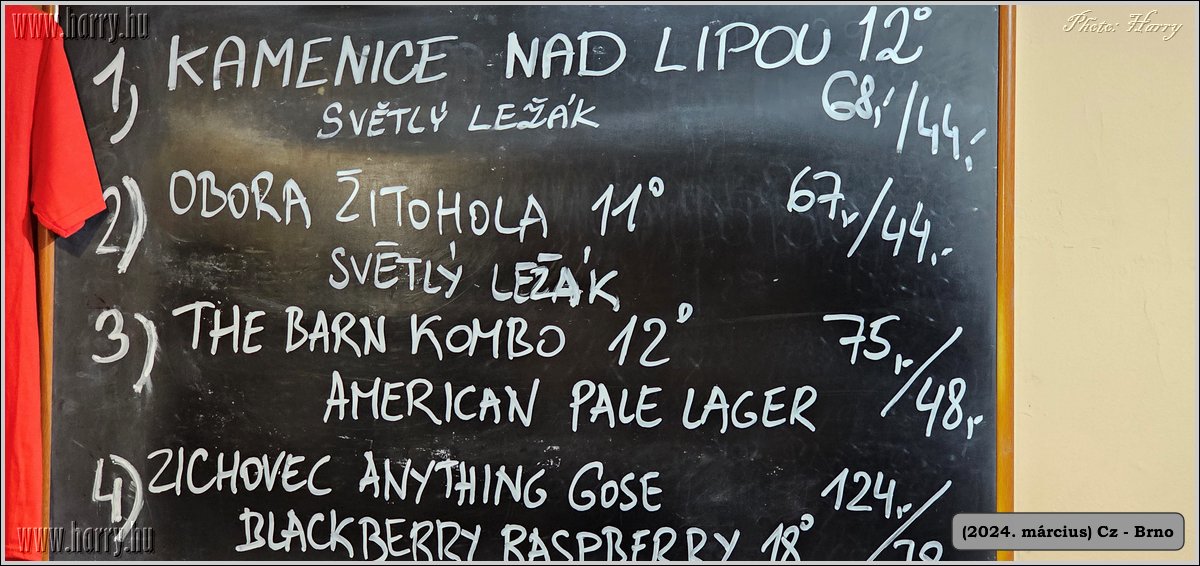 www.harry.hu
Photo: Harry
1, KAMENICE NAD LIPOU 12°
SVĚTLÝ LEŽÁK 68,-/44,-
2) OBORA ŽITOHOLA 11° 67,-/44,-
SVĚTLÝ LEŽÁK
3) THE BARN KOMBO 12° 75,-/48,-
AMERICAN PALE LAGER
4) ZICHOVEC ANYTHING GOSE 124,-/
BLACKBERRY RASPBERRY 18°
www.harry.hu
(2024. március) Cz - Brno